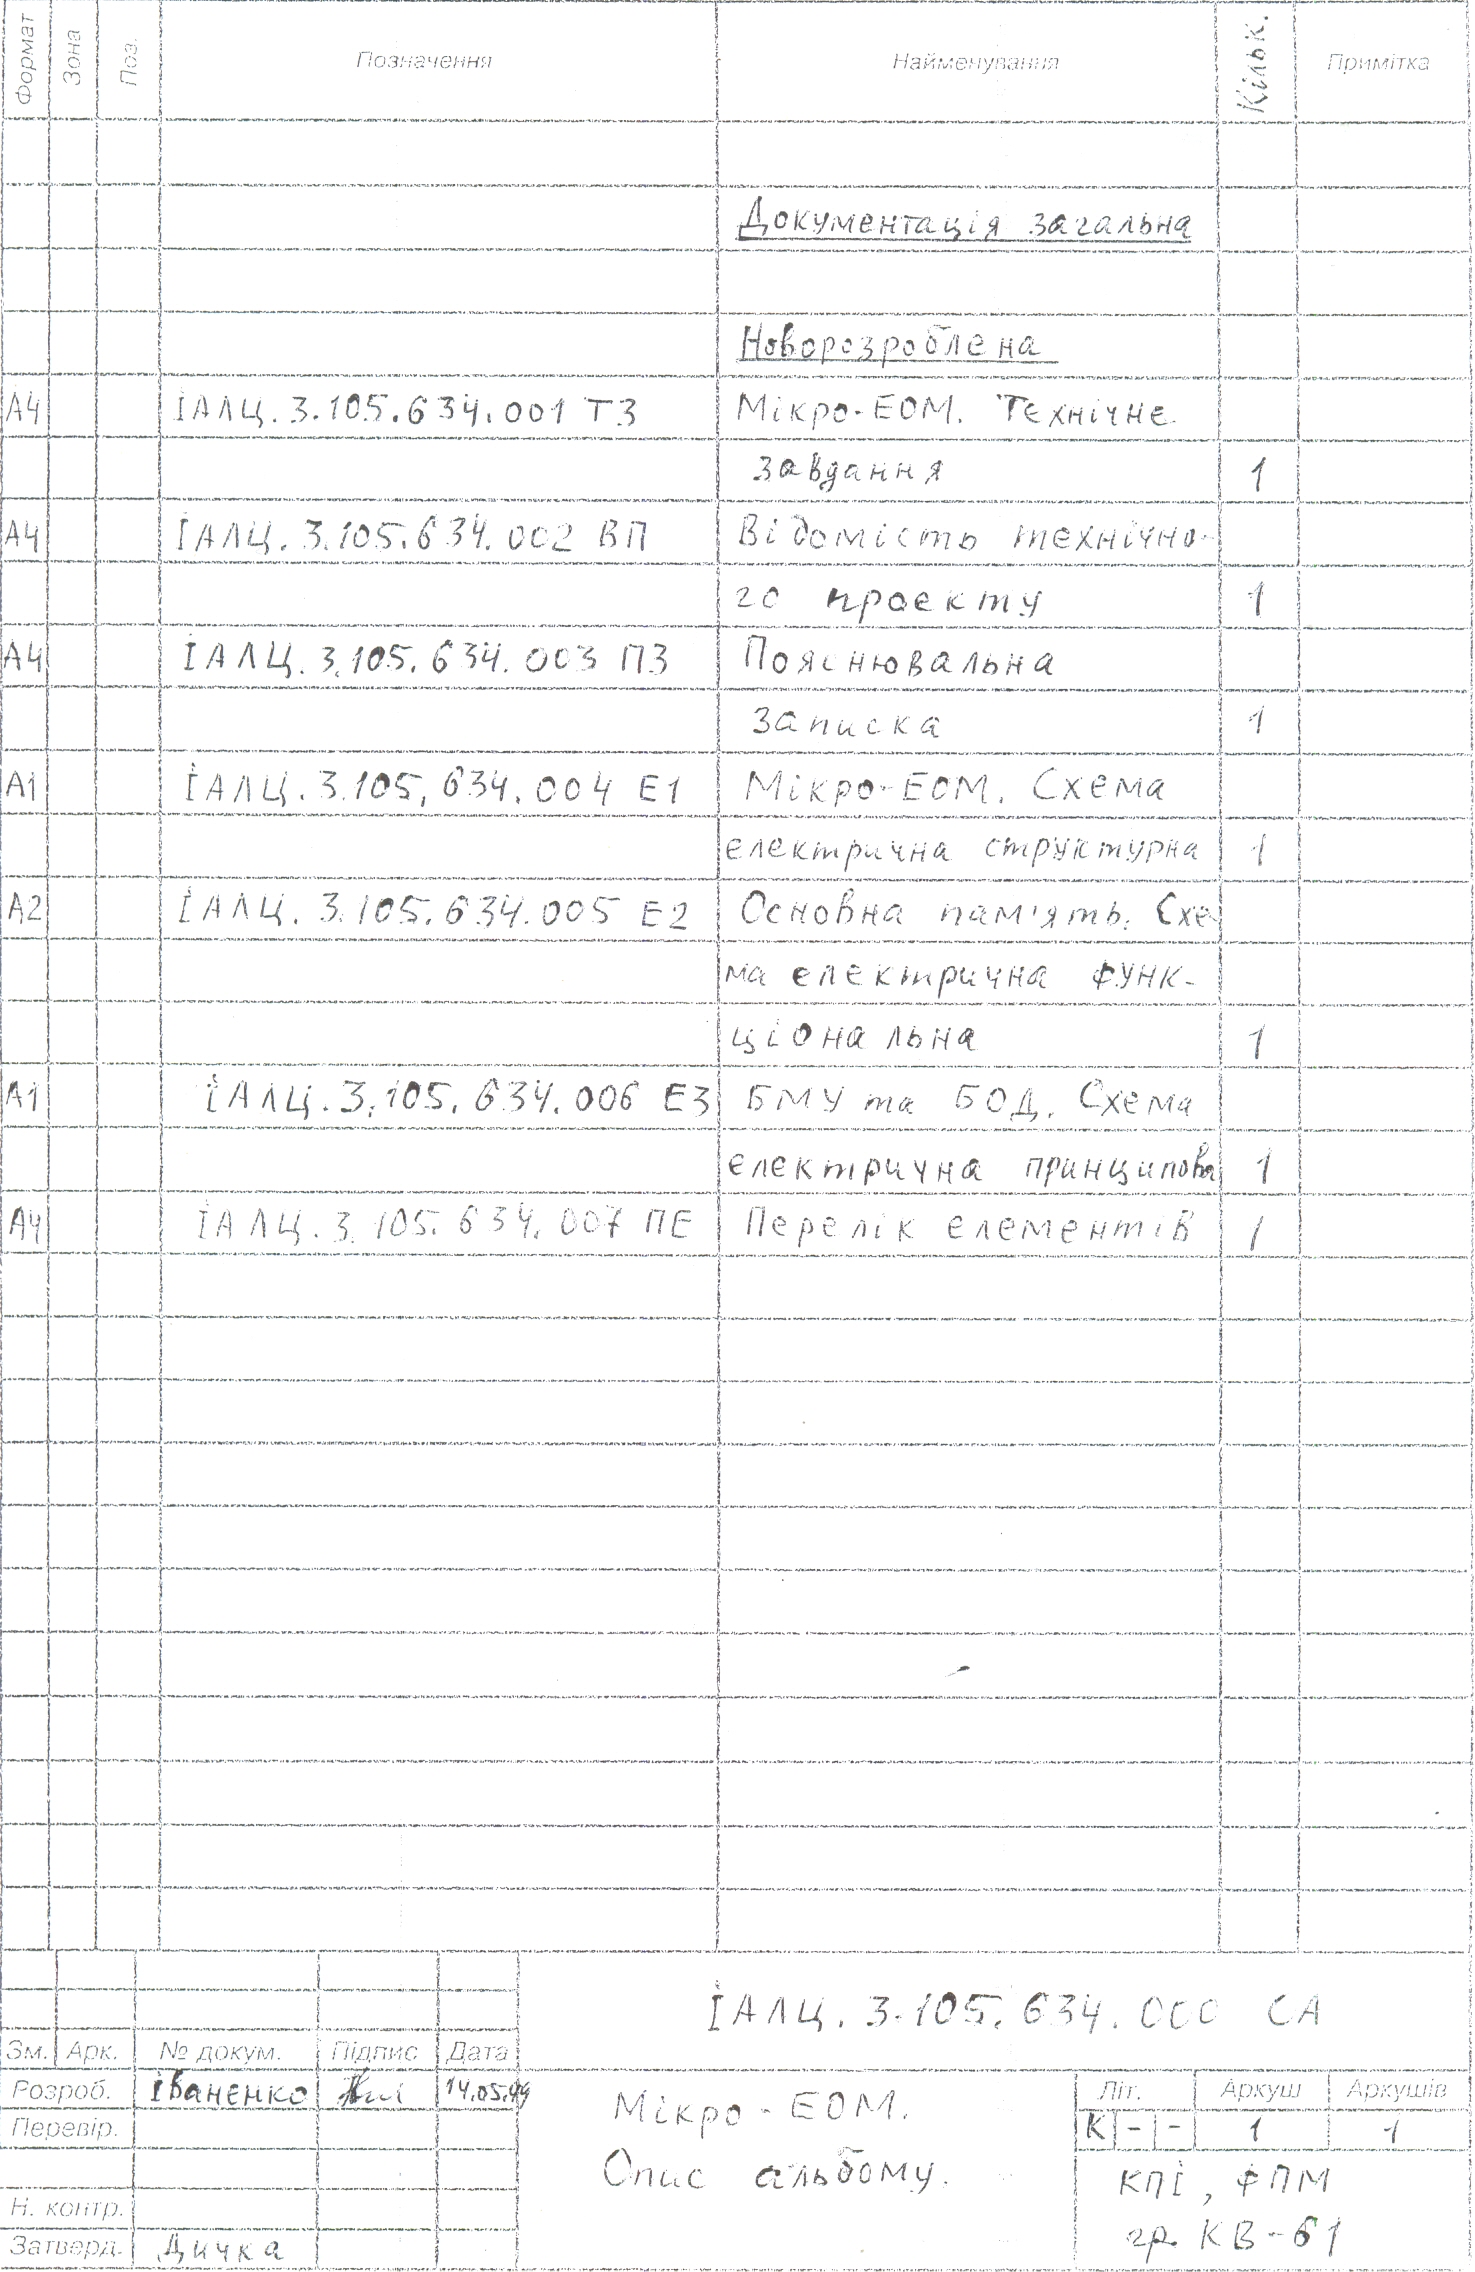 Формат Зона Поз. Позначення Найменування Кільк. Примітка
Документація загальна
Новорозроблена
А4 ІАЛЦ.3.105.634.001 ТЗ Мікро-ЕОМ. Технічне
завдання 1
А4 ІАЛЦ.3.105.634.002 ВП Відомість технічно-
го проекту 1
А4 ІАЛЦ.3.105.634.003 ПЗ Пояснювальна
записка 1
А1 ІАЛЦ.3.105.634.004 Е1 Мікро-ЕОМ. Схема
електрична структурна 1
А2 ІАЛЦ.3.105.634.005 Е2 Основна пам'ять. Схе-
ма електрична функ-
ціональна 1
А1 ІАЛЦ.3.105.634.006 Е3 БМУ та БОД. Схема
електрична принципова 1
А4 ІАЛЦ.3.105.634.007 ПЕ Перелік елементів 1
ІАЛЦ.3.105.634.000 СА
Зм. Арк. № докум. Підпис Дата
Розроб. Іваненко 14.05.99
Перевір.
Н. контр.
Затверд. Дичка
Мікро-ЕОМ.
Опис альбому.
Літ. Аркуш Аркушів
К - - 1 1
КПІ, ФПМ
гр. КВ-61